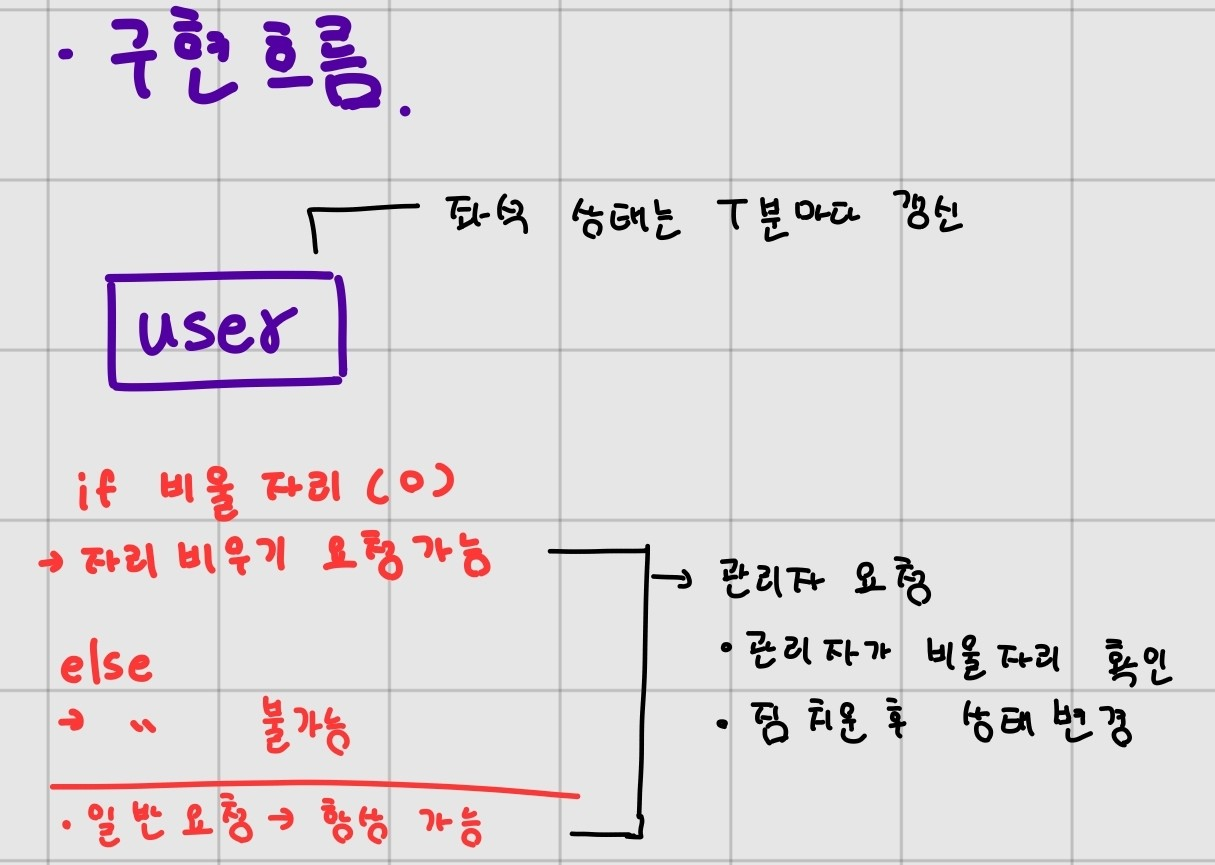 · 구현 흐름.
퇴석 상태는 T분마다 갱신
user
if 비울 자리 (O)
→ 자리 비우기 요청 가능
else
→ 〃 불가능
· 일반 요청 → 항상 가능
→ 관리자 요청
· 관리자가 비울 자리 확인
· 짐 치운 후 상태 변경